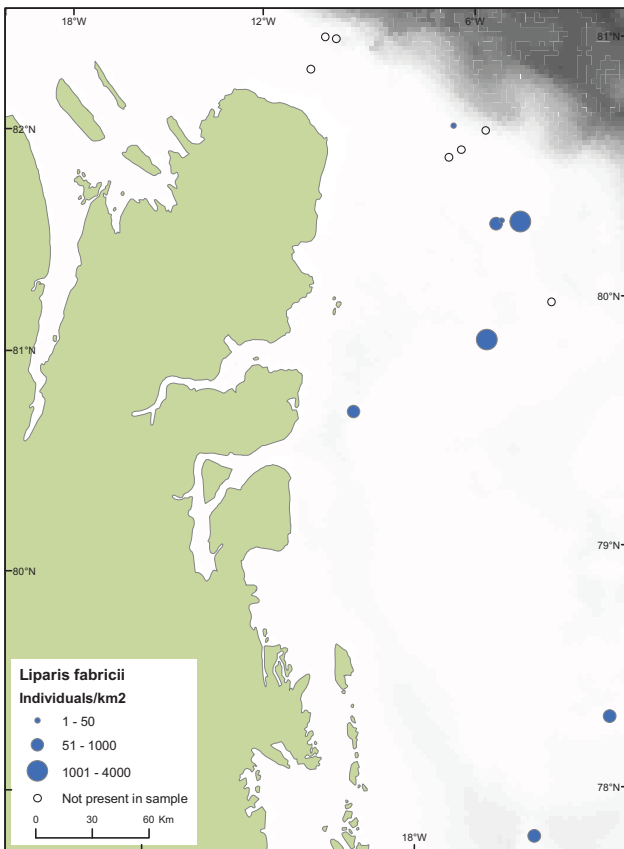 18°W
12°W
6°W
81°N
82°N
80°N
81°N
79°N
80°N
Liparis fabricii
Individuals/km2
1 - 50
51 - 1000
1001 - 4000
Not present in sample
0 30 60 Km
78°N
18°W